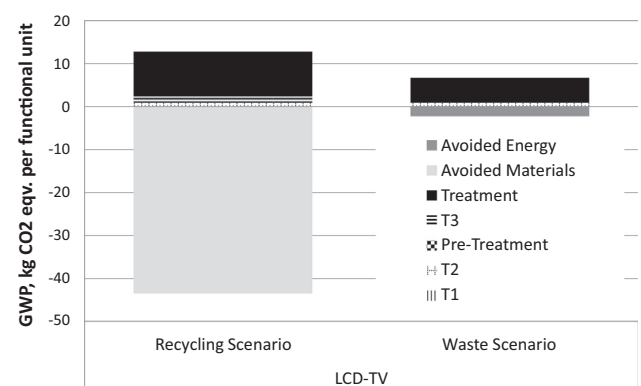 GWP, kg CO2 eqv. per functional unit
20
10
0
-10
-20
-30
-40
-50
Avoided Energy
Avoided Materials
Treatment
T3
Pre-Treatment
T2
T1
Recycling Scenario
Waste Scenario
LCD-TV